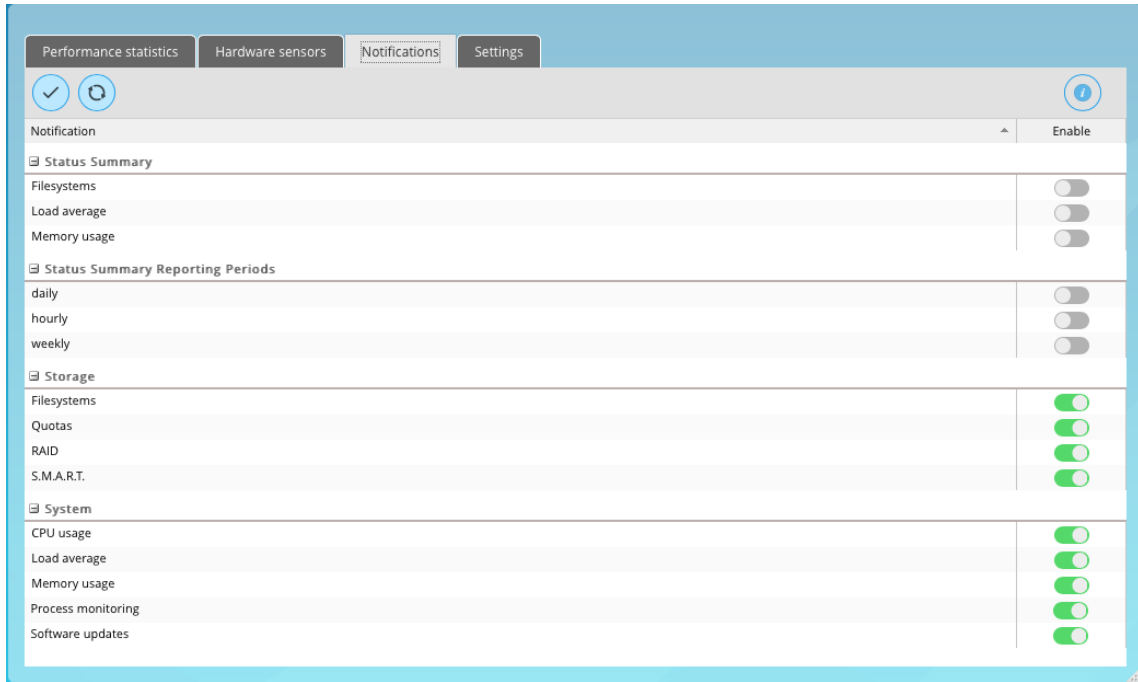 Performance statistics Hardware sensors Notifications Settings
Notification Enable
Status Summary
Filesystems
Load average
Memory usage
Status Summary Reporting Periods
daily
hourly
weekly
Storage
Filesystems
Quotas
RAID
S.M.A.R.T.
System
CPU usage
Load average
Memory usage
Process monitoring
Software updates